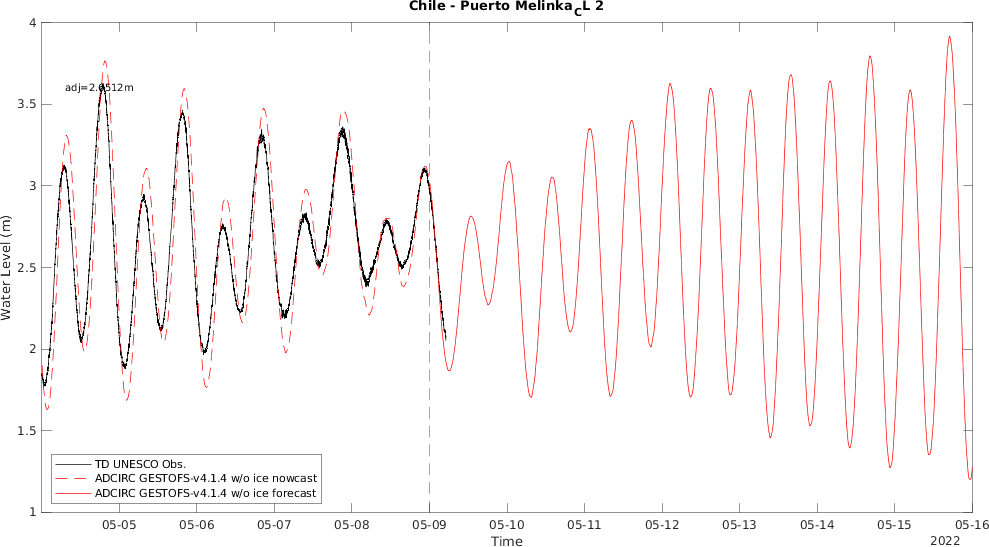 Chile - Puerto Melinka_CL 2
Water Level (m)
4
3.5
3
2.5
2
1.5
1
adj=2.6512m
TD UNESCO Obs.
ADCIRC GESTOFS-v4.1.4 w/o ice nowcast
ADCIRC GESTOFS-v4.1.4 w/o ice forecast
05-05 05-06 05-07 05-08 05-09 05-10 05-11 05-12 05-13 05-14 05-15 05-16
Time
2022